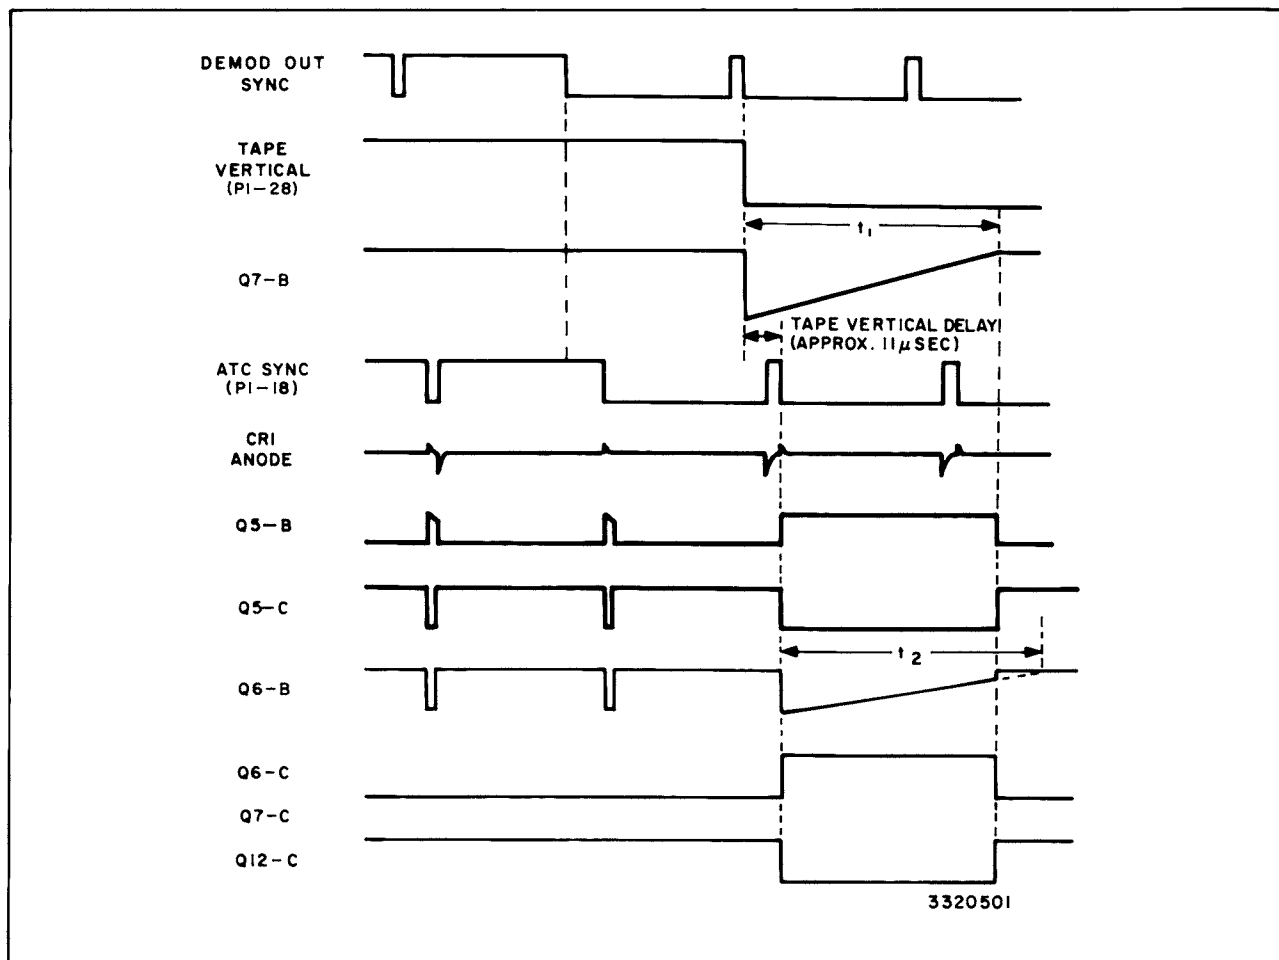 DEMOD OUT
SYNC
TAPE
VERTICAL
(P1-28)
t1
Q7-B
TAPE VERTICAL DELAY
(APPROX. 11μSEC)
ATC SYNC
(P1-18)
CR1
ANODE
Q5-B
Q5-C
t2
Q6-B
Q6-C
Q7-C
Q12-C
3320501